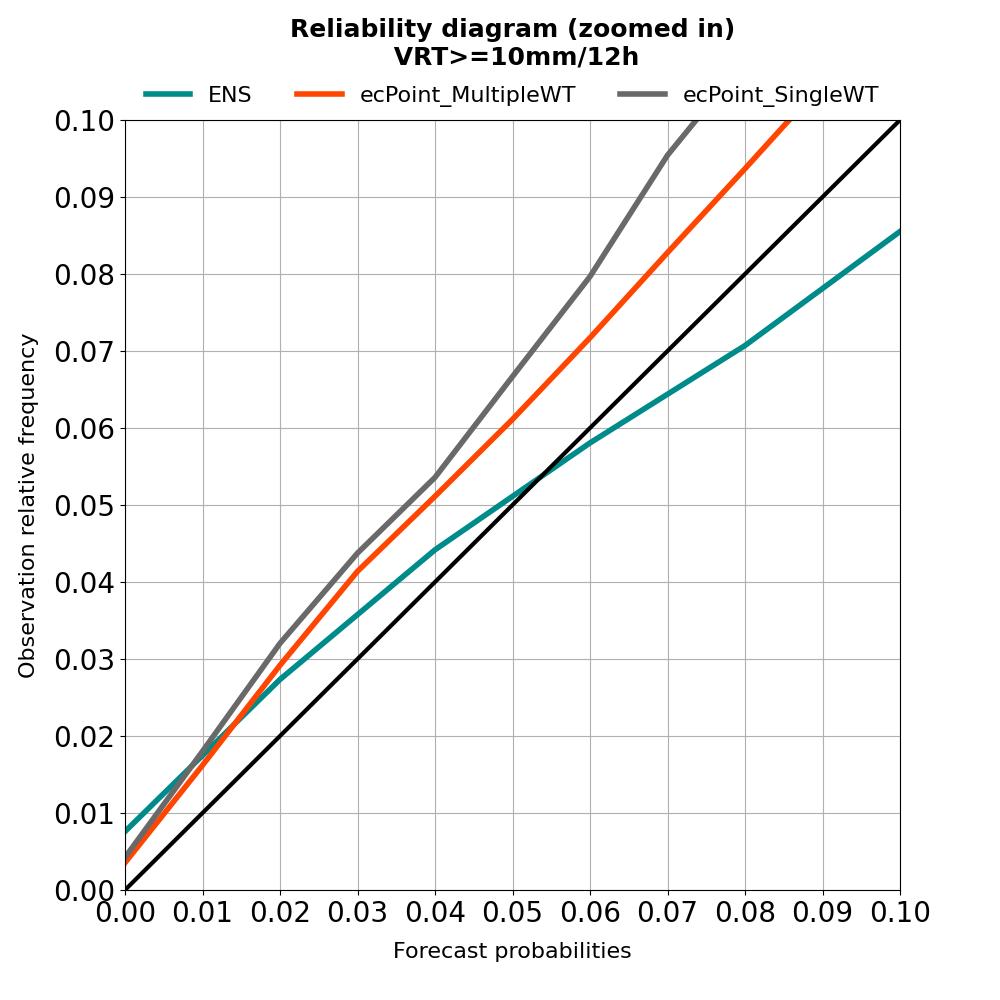 Reliability diagram (zoomed in)
VRT>=10mm/12h
ENS ecPoint_MultipleWT ecPoint_SingleWT
0.10
0.09
0.08
0.07
0.06
0.05
0.04
0.03
0.02
0.01
0.00
Observation relative frequency
0.00 0.01 0.02 0.03 0.04 0.05 0.06 0.07 0.08 0.09 0.10
Forecast probabilities